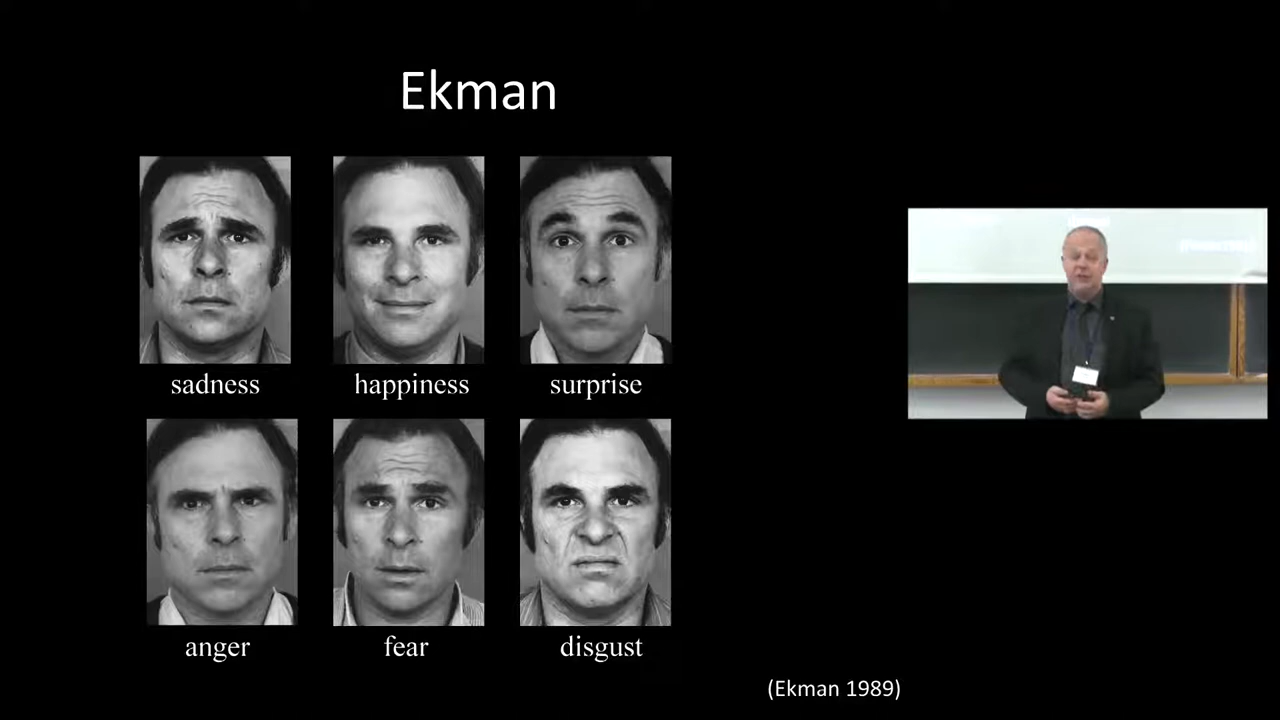 Ekman
sadness
happiness
surprise
anger
fear
disgust
(Ekman 1989)